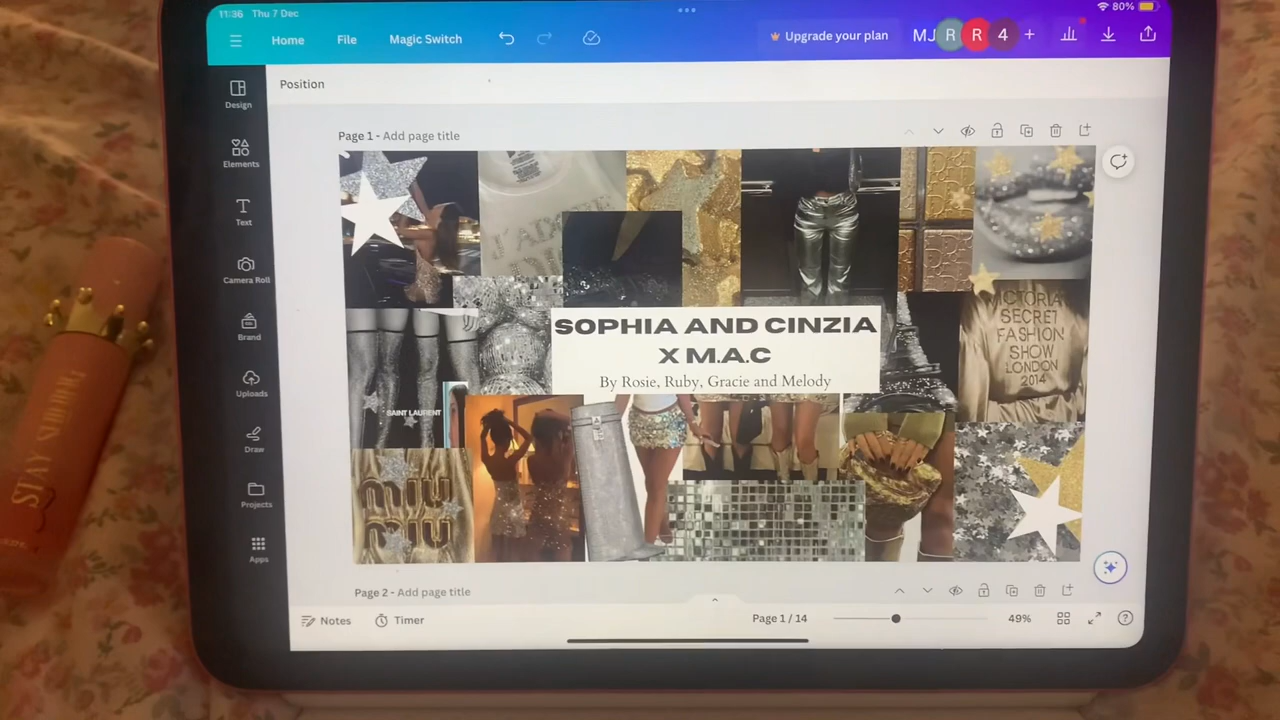 11:36 Thu 7 Dec
80%
Home File Magic Switch
Upgrade your plan
MJ R R 4 +
Design
Elements
Text
Camera Roll
Brand
Uploads
Draw
Projects
Apps
Position
Page 1 - Add page title
J'ADORE
VICTORIA
SECRET
FASHION
SHOW
LONDON
2014
SOPHIA AND CINZIA
X M.A.C
By Rosie, Ruby, Gracie and Melody
SAINT LAURENT
miu
miu
Page 2 - Add page title
Notes Timer
Page 1 / 14
49%
?
STAY